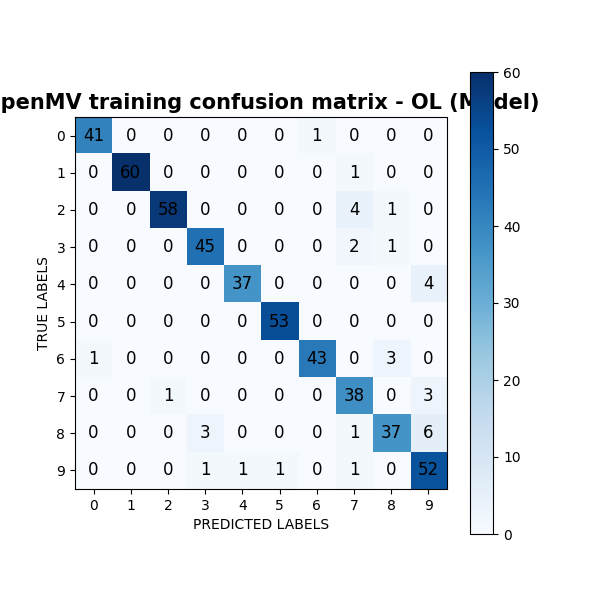 penMV training confusion matrix - OL (M del)
0 41 0 0 0 0 0 1 0 0 0
1 0 60 0 0 0 0 0 1 0 0
2 0 0 58 0 0 0 0 4 1 0
3 0 0 0 45 0 0 0 2 1 0
4 0 0 0 0 37 0 0 0 0 4
5 0 0 0 0 0 53 0 0 0 0
6 1 0 0 0 0 0 43 0 3 0
7 0 0 1 0 0 0 0 38 0 3
8 0 0 0 3 0 0 0 1 37 6
9 0 0 0 1 1 1 0 1 0 52
0 1 2 3 4 5 6 7 8 9
TRUE LABELS
PREDICTED LABELS
60
50
40
30
20
10
0